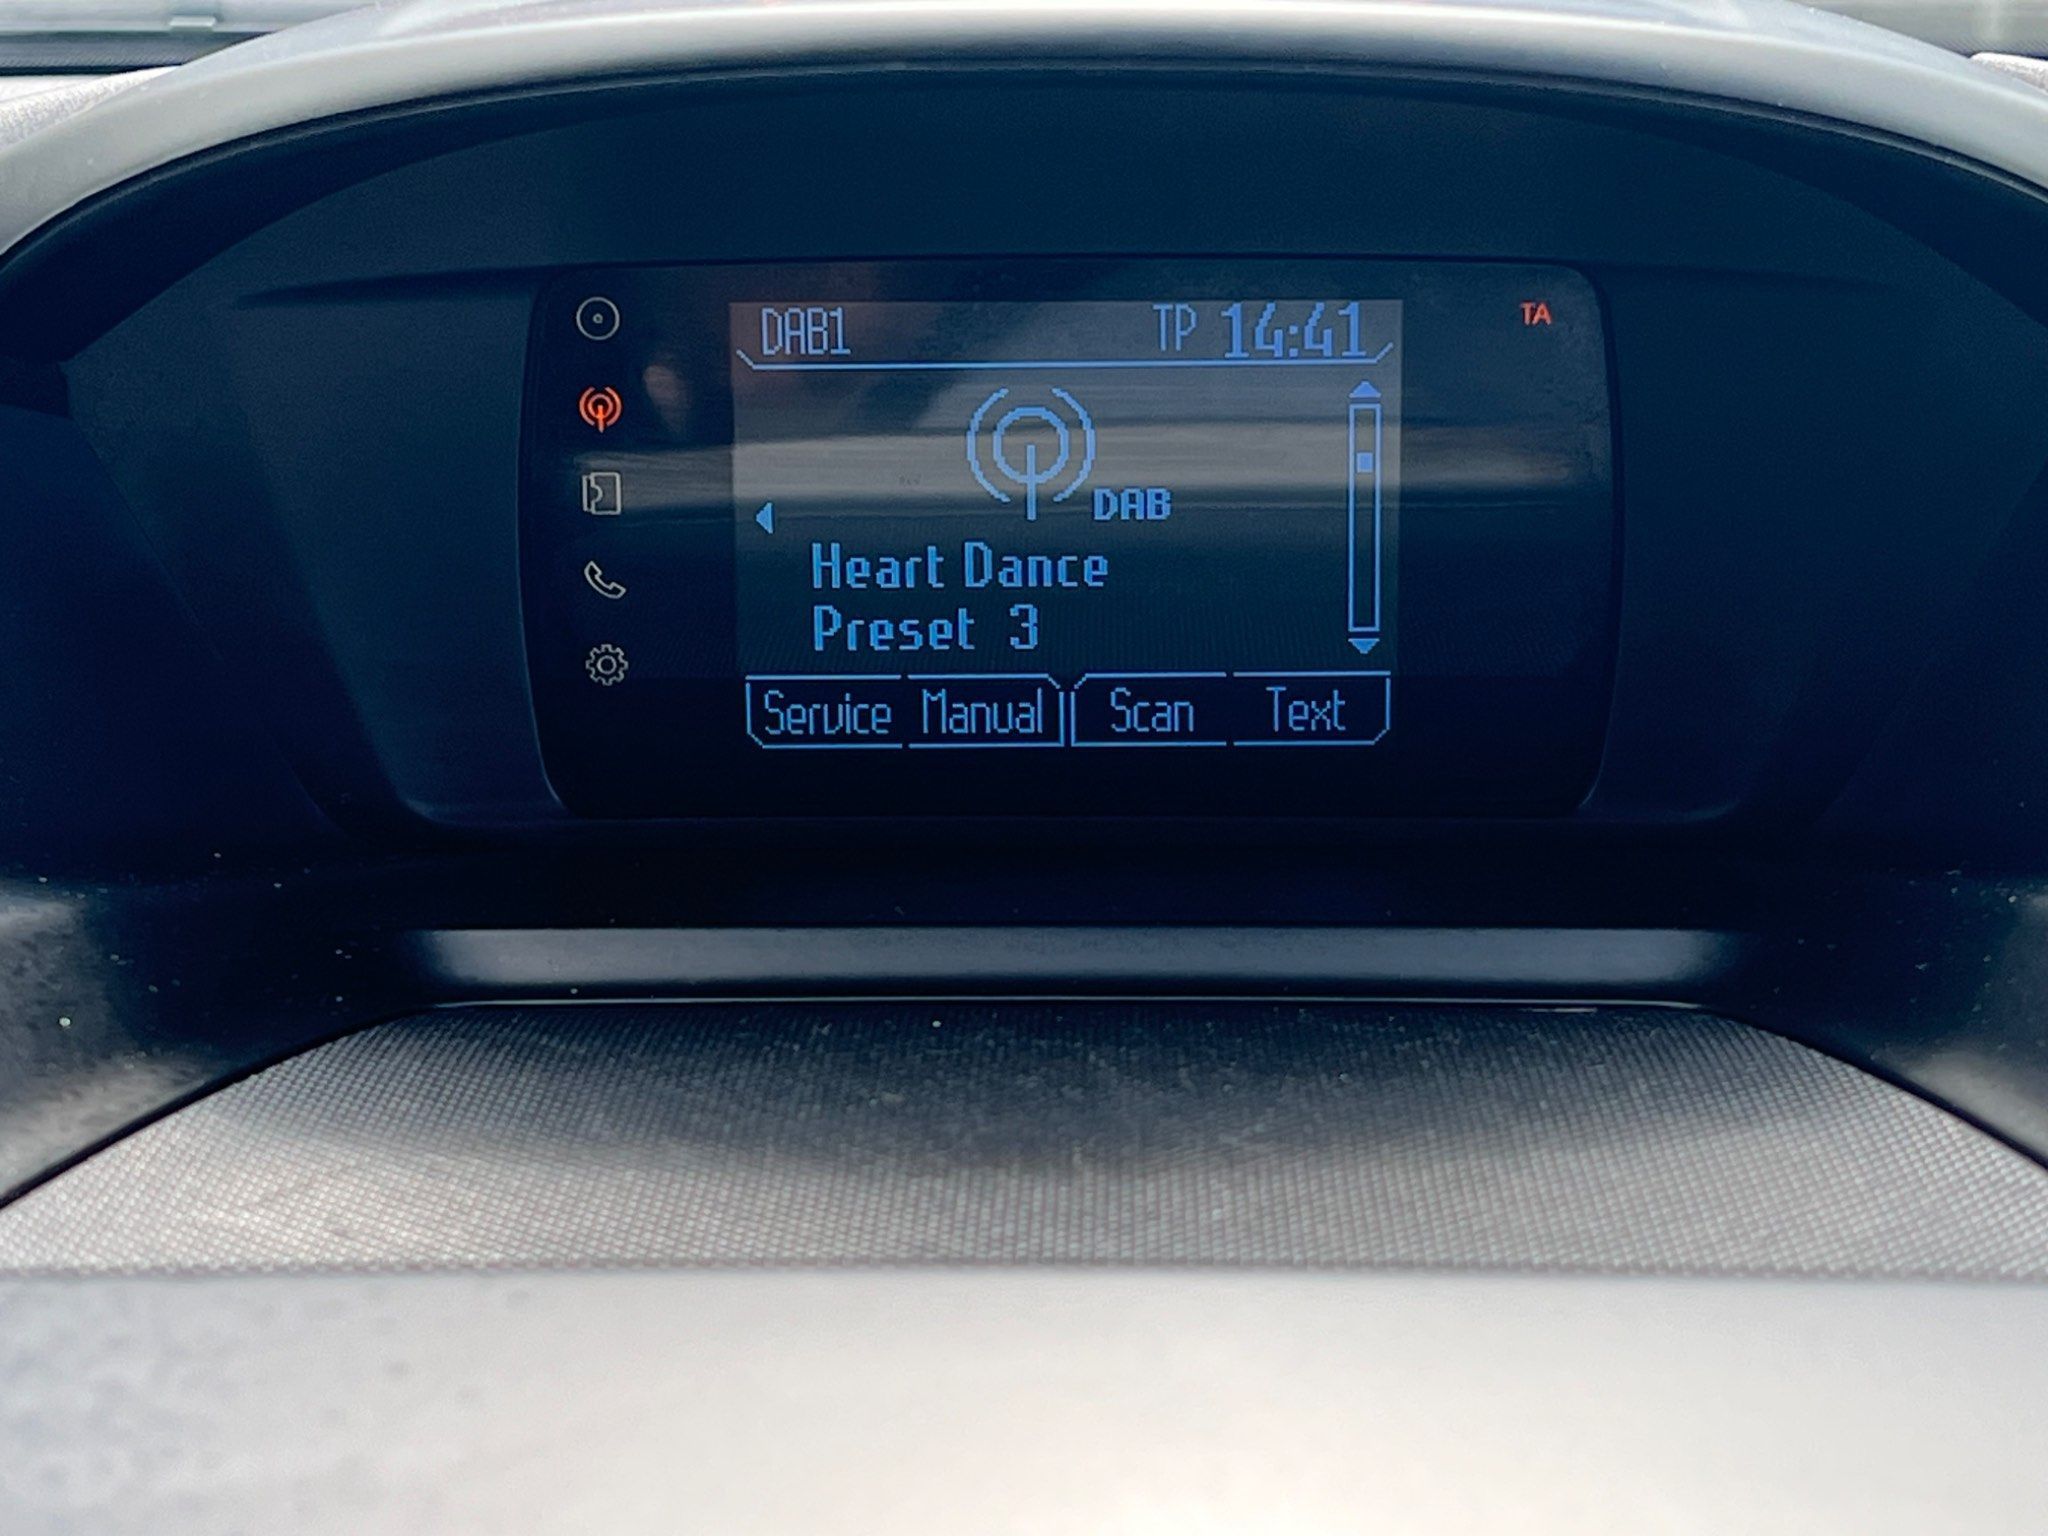 DAB1 TP 14:41 TA
DAB
Heart Dance
Preset 3
Service Manual Scan Text